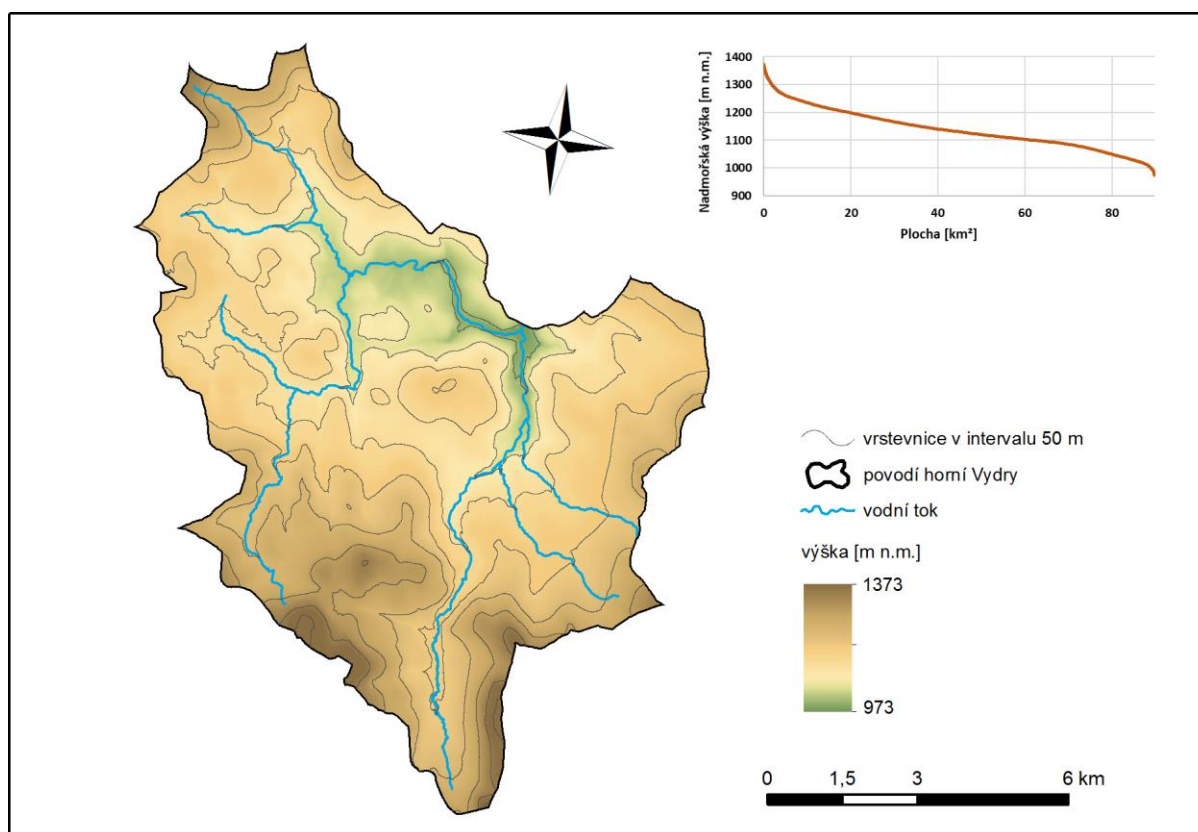 Nadmořská výška [m n.m.]
1400
1300
1200
1100
1000
900
0 20 40 60 80
Plocha [km²]
vrstevnice v intervalu 50 m
povodí horní Vydry
vodní tok
výška [m n.m.]
1373
973
0 1,5 3 6 km